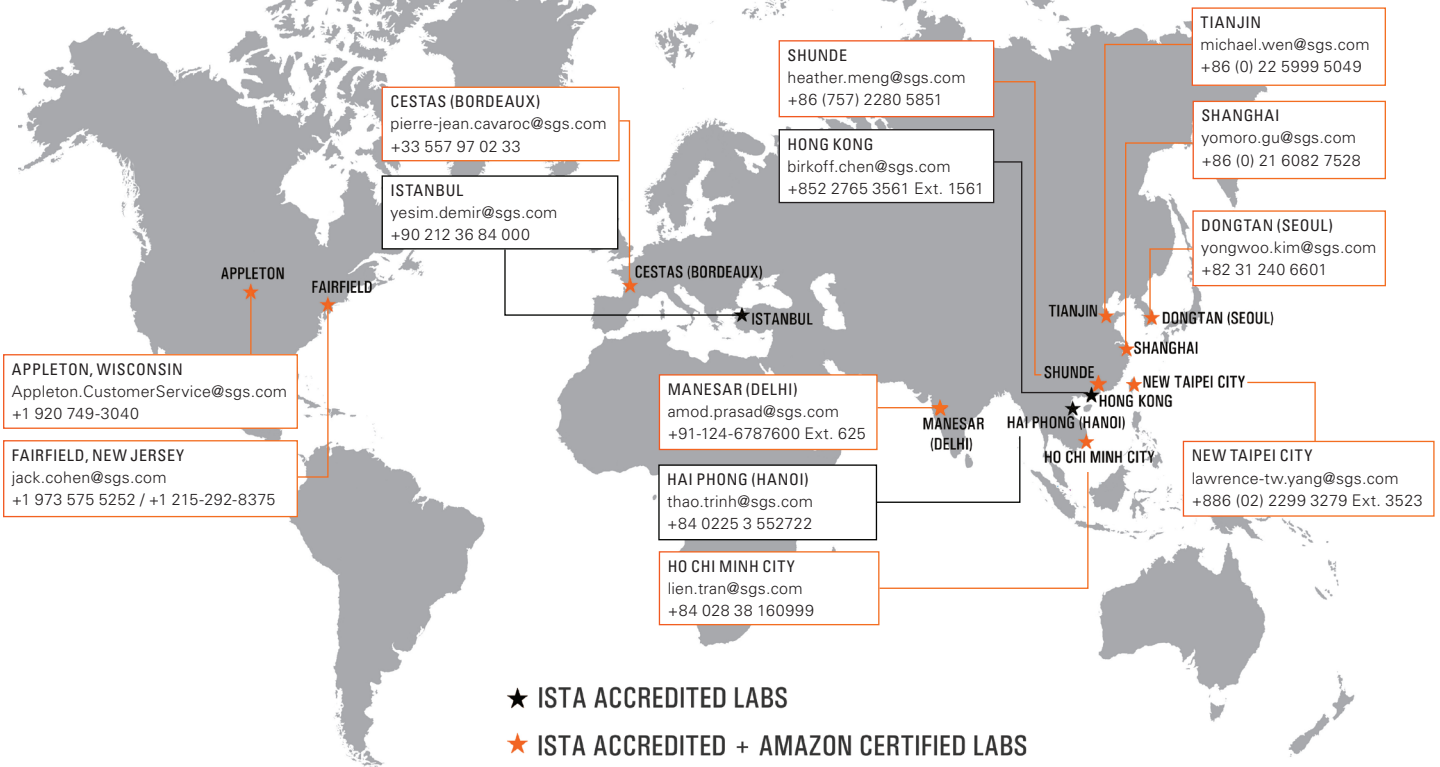 TIANJIN
michael.wen@sgs.com
+86 (0) 22 5999 5049
SHUNDE
heather.meng@sgs.com
+86 (757) 2280 5851
CESTAS (BORDEAUX)
pierre-jean.cavaroc@sgs.com
+33 557 97 02 33
SHANGHAI
yomoro.gu@sgs.com
+86 (0) 21 6082 7528
HONG KONG
birkoff.chen@sgs.com
+852 2765 3561 Ext. 1561
ISTANBUL
yesim.demir@sgs.com
+90 212 36 84 000
DONGTAN (SEOUL)
yongwoo.kim@sgs.com
+82 31 240 6601
APPLETON
FAIRFIELD
CESTAS (BORDEAUX)
ISTANBUL
TIANJIN
DONGTAN (SEOUL)
SHANGHAI
SHUNDE
NEW TAIPEI CITY
HONG KONG
MANESAR
(DELHI)
HAI PHONG (HANOI)
HO CHI MINH CITY
APPLETON, WISCONSIN
Appleton.CustomerService@sgs.com
+1 920 749-3040
MANESAR (DELHI)
amod.prasad@sgs.com
+91-124-6787600 Ext. 625
FAIRFIELD, NEW JERSEY
jack.cohen@sgs.com
+1 973 575 5252 / +1 215-292-8375
HAI PHONG (HANOI)
thao.trinh@sgs.com
+84 0225 3 552722
NEW TAIPEI CITY
lawrence-tw.yang@sgs.com
+886 (02) 2299 3279 Ext. 3523
HO CHI MINH CITY
lien.tran@sgs.com
+84 028 38 160999
ISTA ACCREDITED LABS
ISTA ACCREDITED + AMAZON CERTIFIED LABS